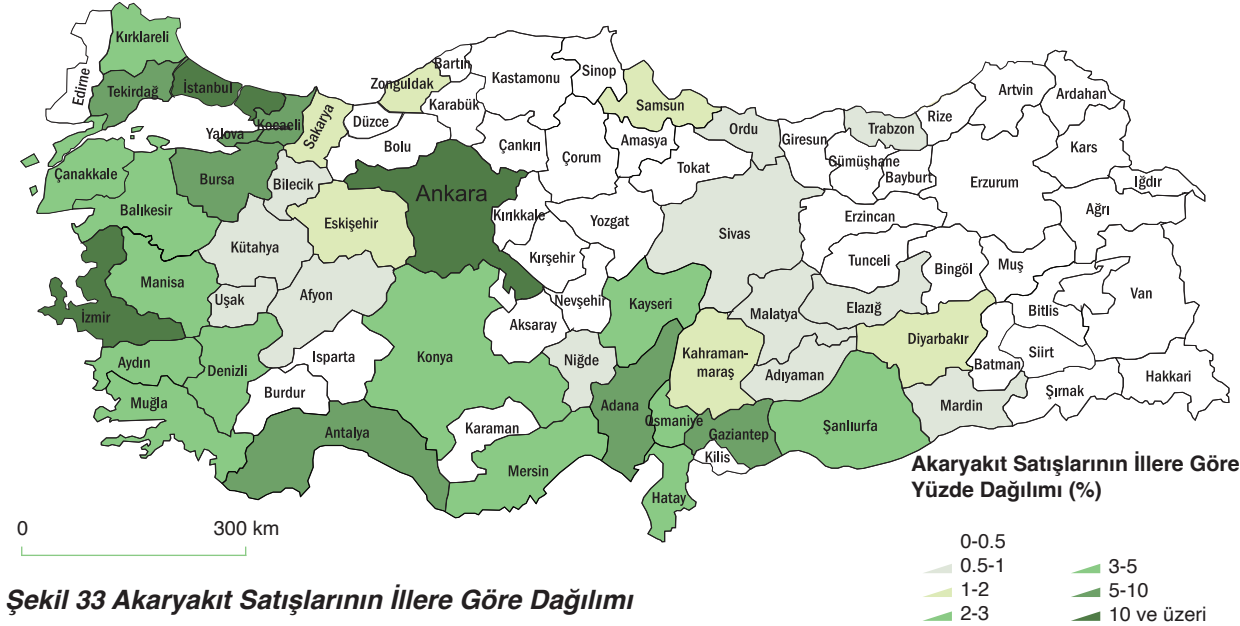 Kırklareli
Edirne
Tekirdağ
İstanbul
Kocaeli
Yalova
Sakarya
Düzce
Zonguldak
Bartın
Karabük
Kastamonu
Sinop
Samsun
Ordu
Giresun
Trabzon
Rize
Artvin
Ardahan
Kars
Iğdır
Ağrı
Erzurum
Bayburt
Gümüşhane
Bolu
Çankırı
Çorum
Amasya
Tokat
Çanakkale
Balıkesir
Bursa
Bilecik
Eskişehir
Ankara
Kırıkkale
Yozgat
Sivas
Erzincan
Tunceli
Bingöl
Muş
Bitlis
Van
Kütahya
Manisa
Uşak
Afyon
Kırşehir
Nevşehir
Kayseri
Malatya
Elazığ
Diyarbakır
Batman
Siirt
Hakkari
Şırnak
Mardin
İzmir
Aydın
Denizli
Muğla
Isparta
Burdur
Antalya
Konya
Aksaray
Niğde
Karaman
Mersin
Adana
Kahraman-
maraş
Adıyaman
Osmaniye
Gaziantep
Kilis
Şanlıurfa
Hatay
0 300 km
Akaryakıt Satışlarının İllere Göre
Yüzde Dağılımı (%)
0-0.5
0.5-1
1-2
2-3
3-5
5-10
10 ve üzeri
Şekil 33 Akaryakıt Satışlarının İllere Göre Dağılımı